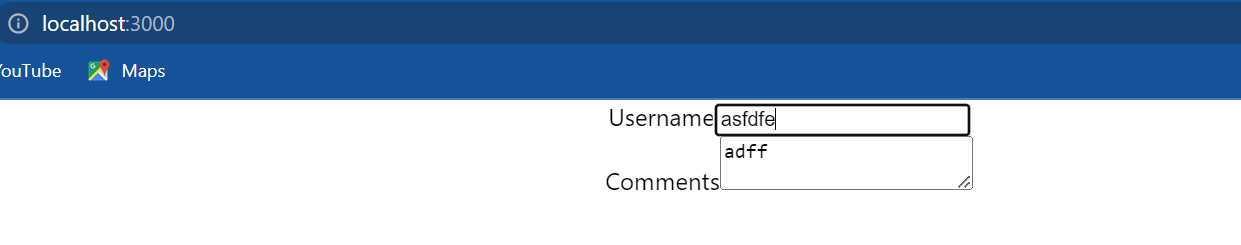 localhost:3000
YouTube Maps
Username asfdfe
adff
Comments